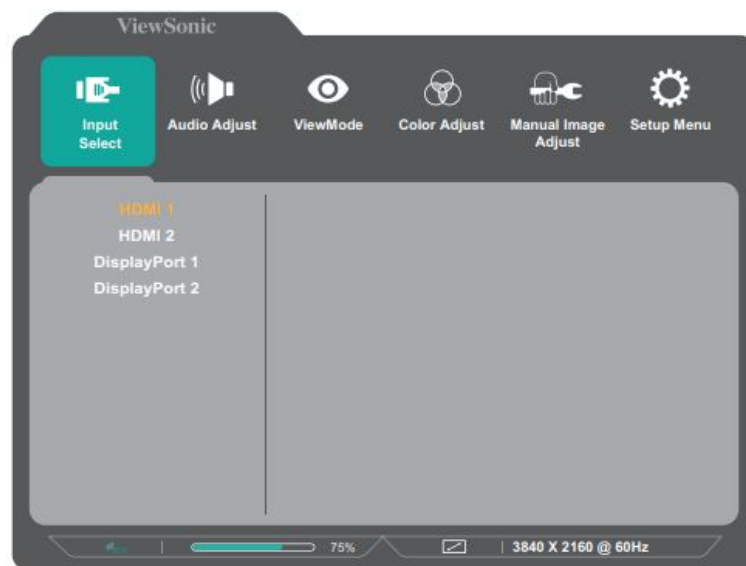 ViewSonic
Input
Select
Audio Adjust
ViewMode
Color Adjust
Manual Image
Adjust
Setup Menu
HDMI 1
HDMI 2
DisplayPort 1
DisplayPort 2
75%
3840 X 2160 @ 60Hz